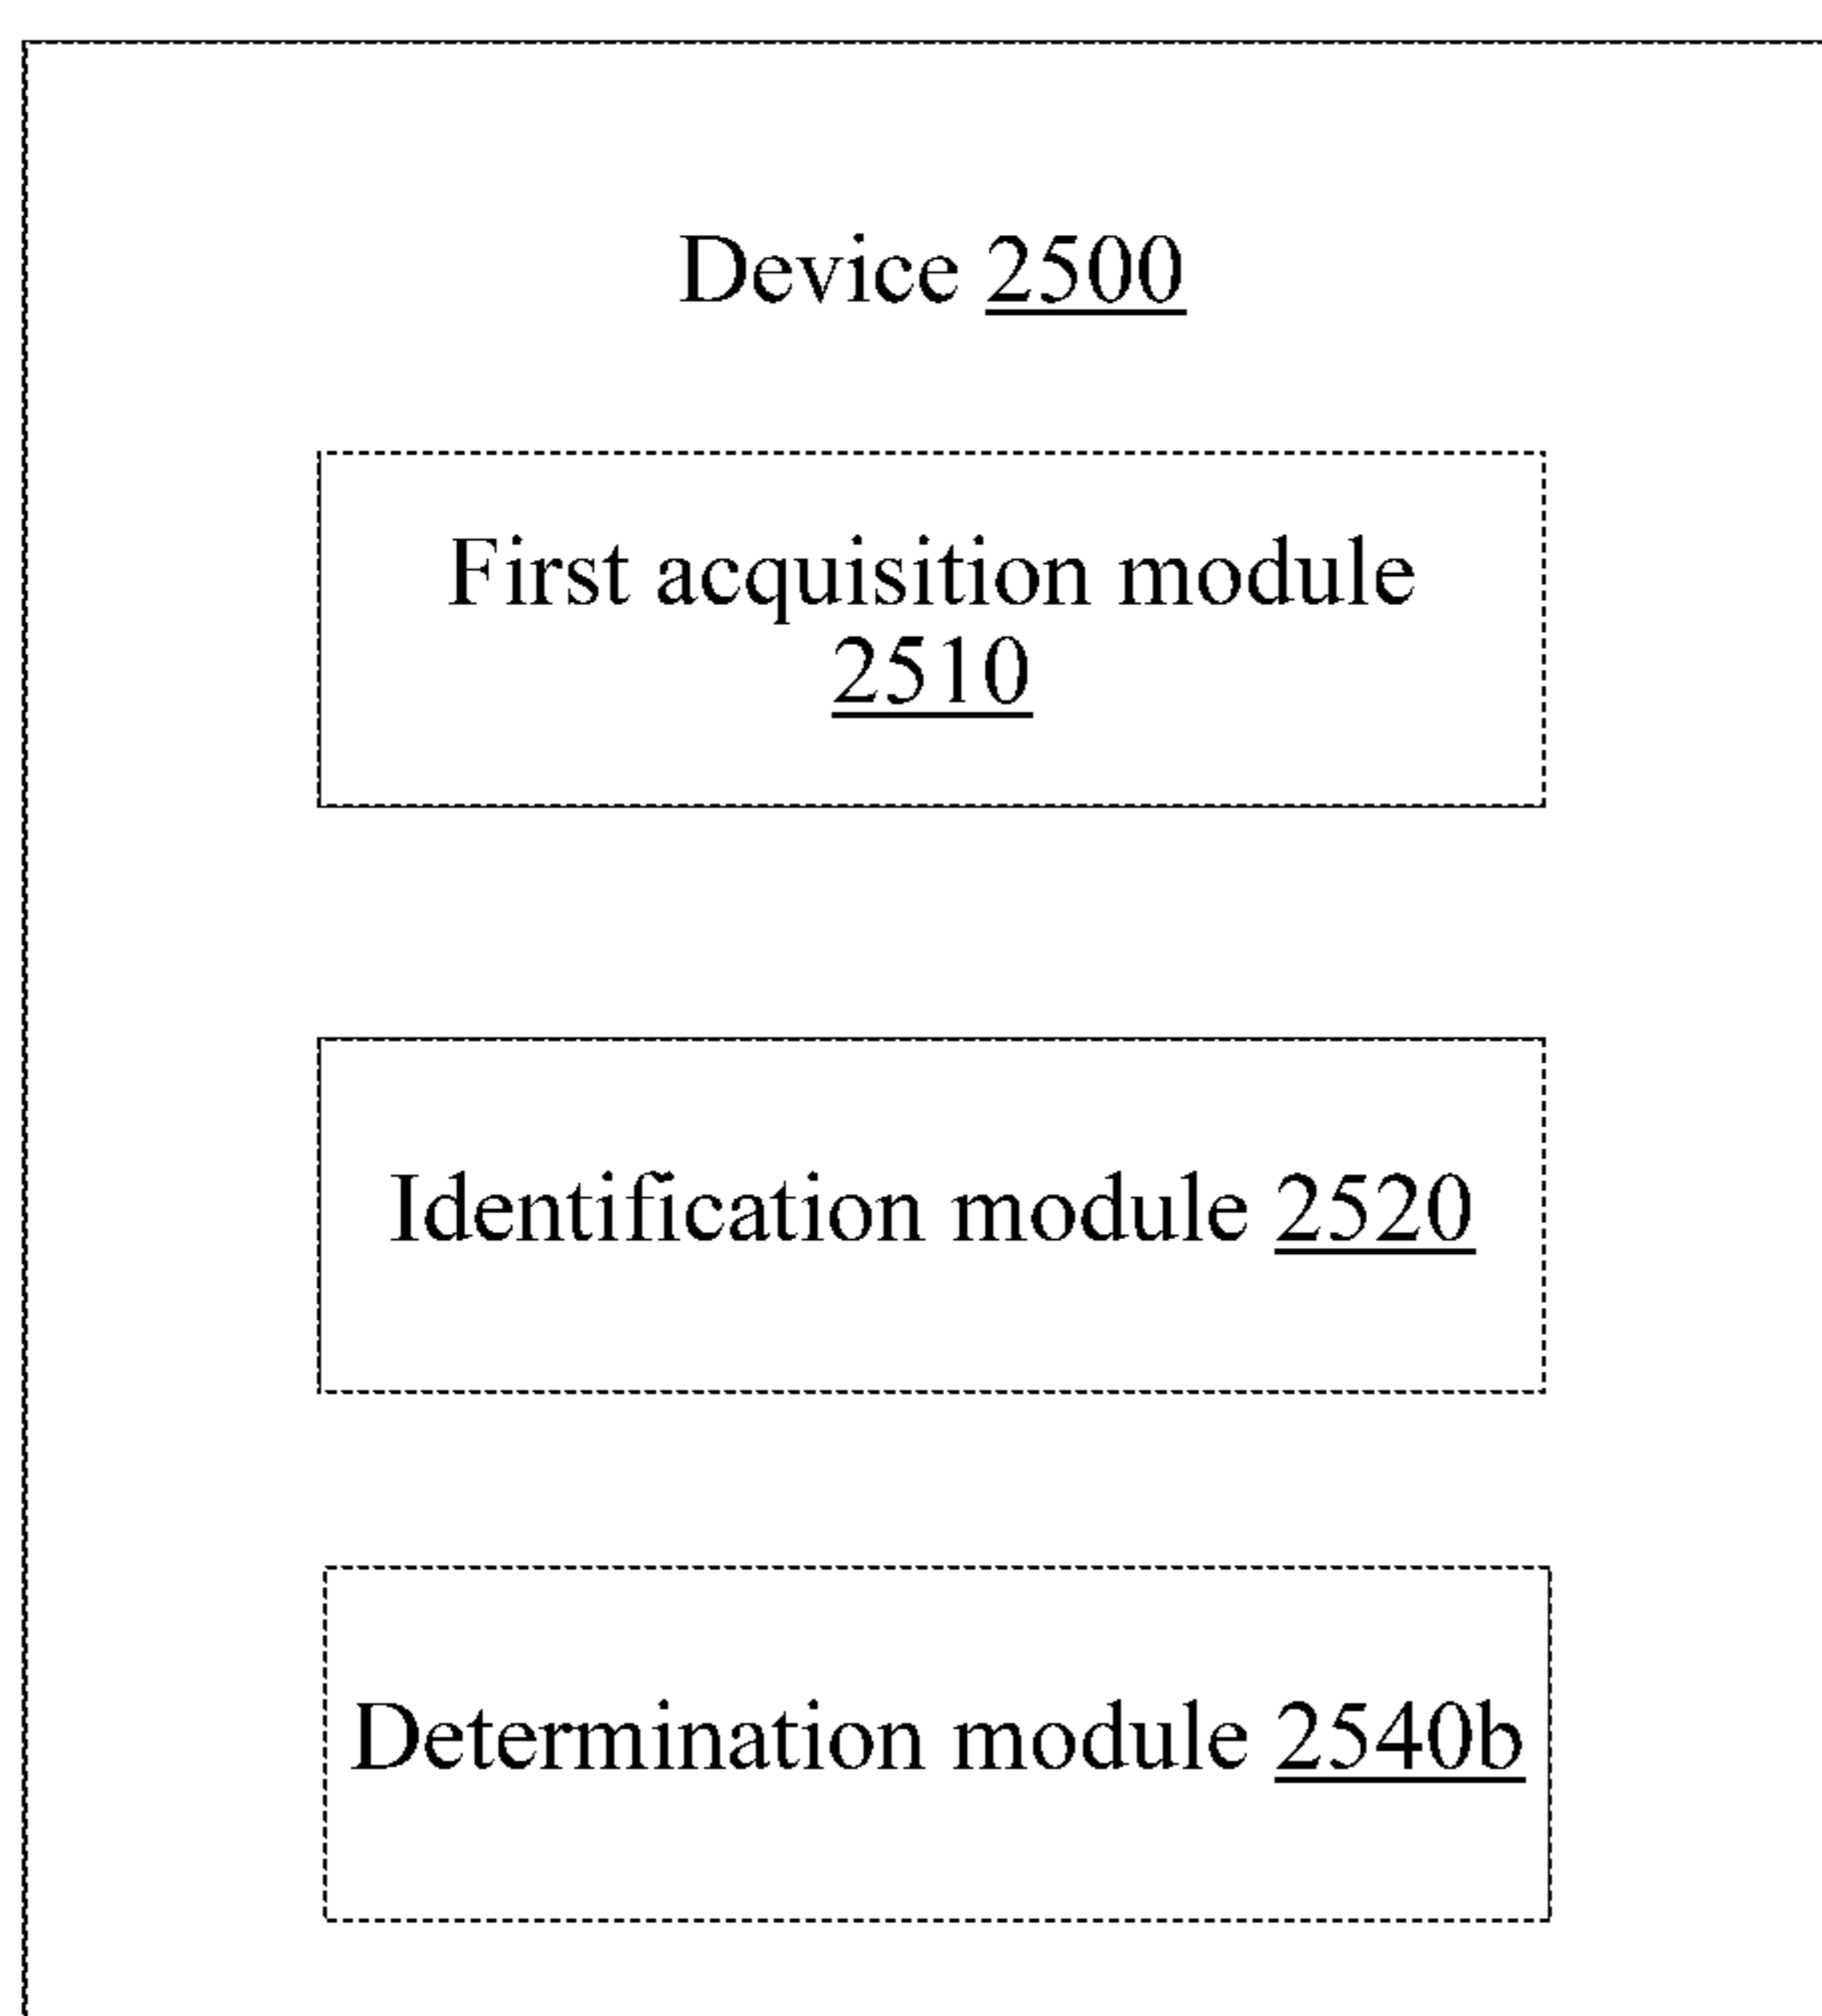 Device 2500
First acquisition module
2510
Identification module 2520
Determination module 2540b